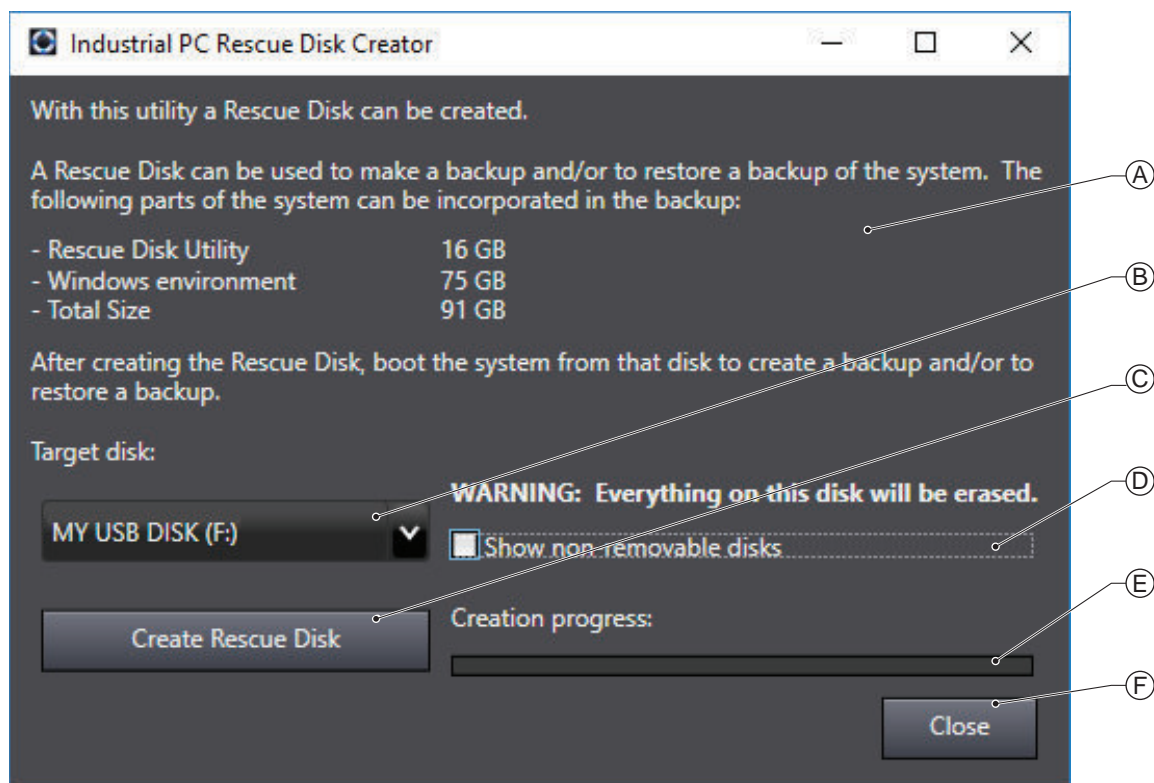 Industrial PC Rescue Disk Creator
With this utility a Rescue Disk can be created.
A Rescue Disk can be used to make a backup and/or to restore a backup of the system. The
following parts of the system can be incorporated in the backup:
A
- Rescue Disk Utility 16 GB
- Windows environment 75 GB
- Total Size 91 GB
B
After creating the Rescue Disk, boot the system from that disk to create a backup and/or to
restore a backup.
C
Target disk:
WARNING: Everything on this disk will be erased.
D
MY USB DISK (F:)
Show non-removable disks
E
Create Rescue Disk
Creation progress:
F
Close